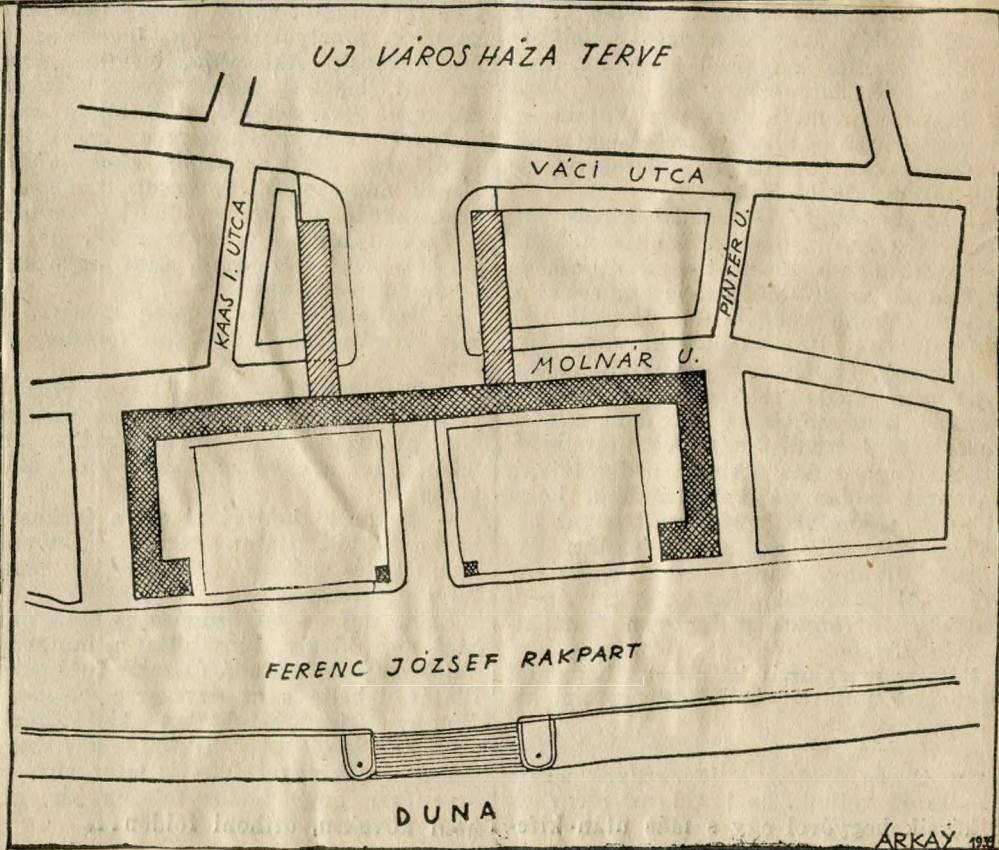 UJ VÁROSHÁZA TERVE
VÁCI UTCA
KAAS I. UTCA
PINTÉR U.
MOLNÁR U.
FERENC JÓZSEF RAKPART
DUNA
ÁRKAY